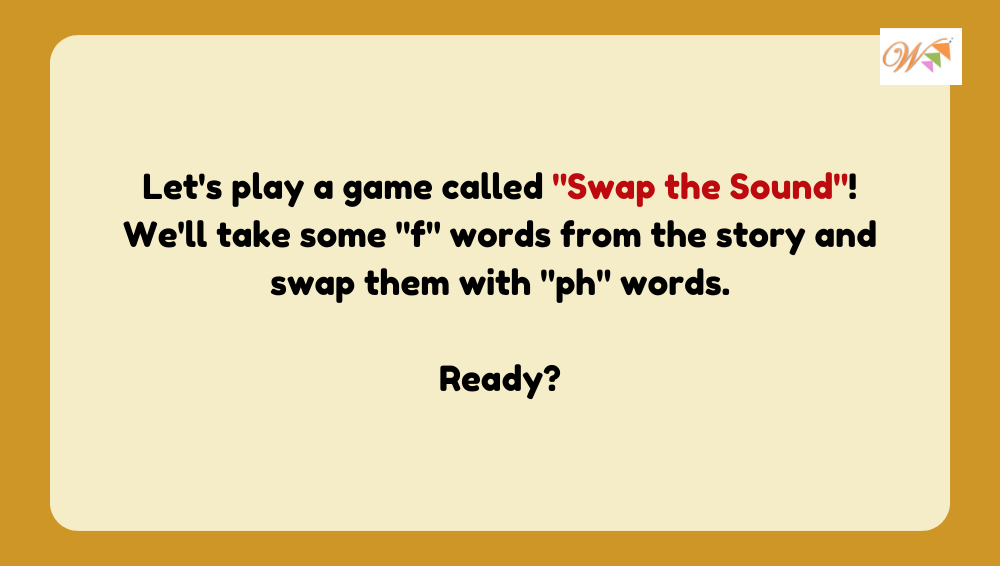 W
Let's play a game called "Swap the Sound"!
We'll take some "f" words from the story and
swap them with "ph" words.
Ready?